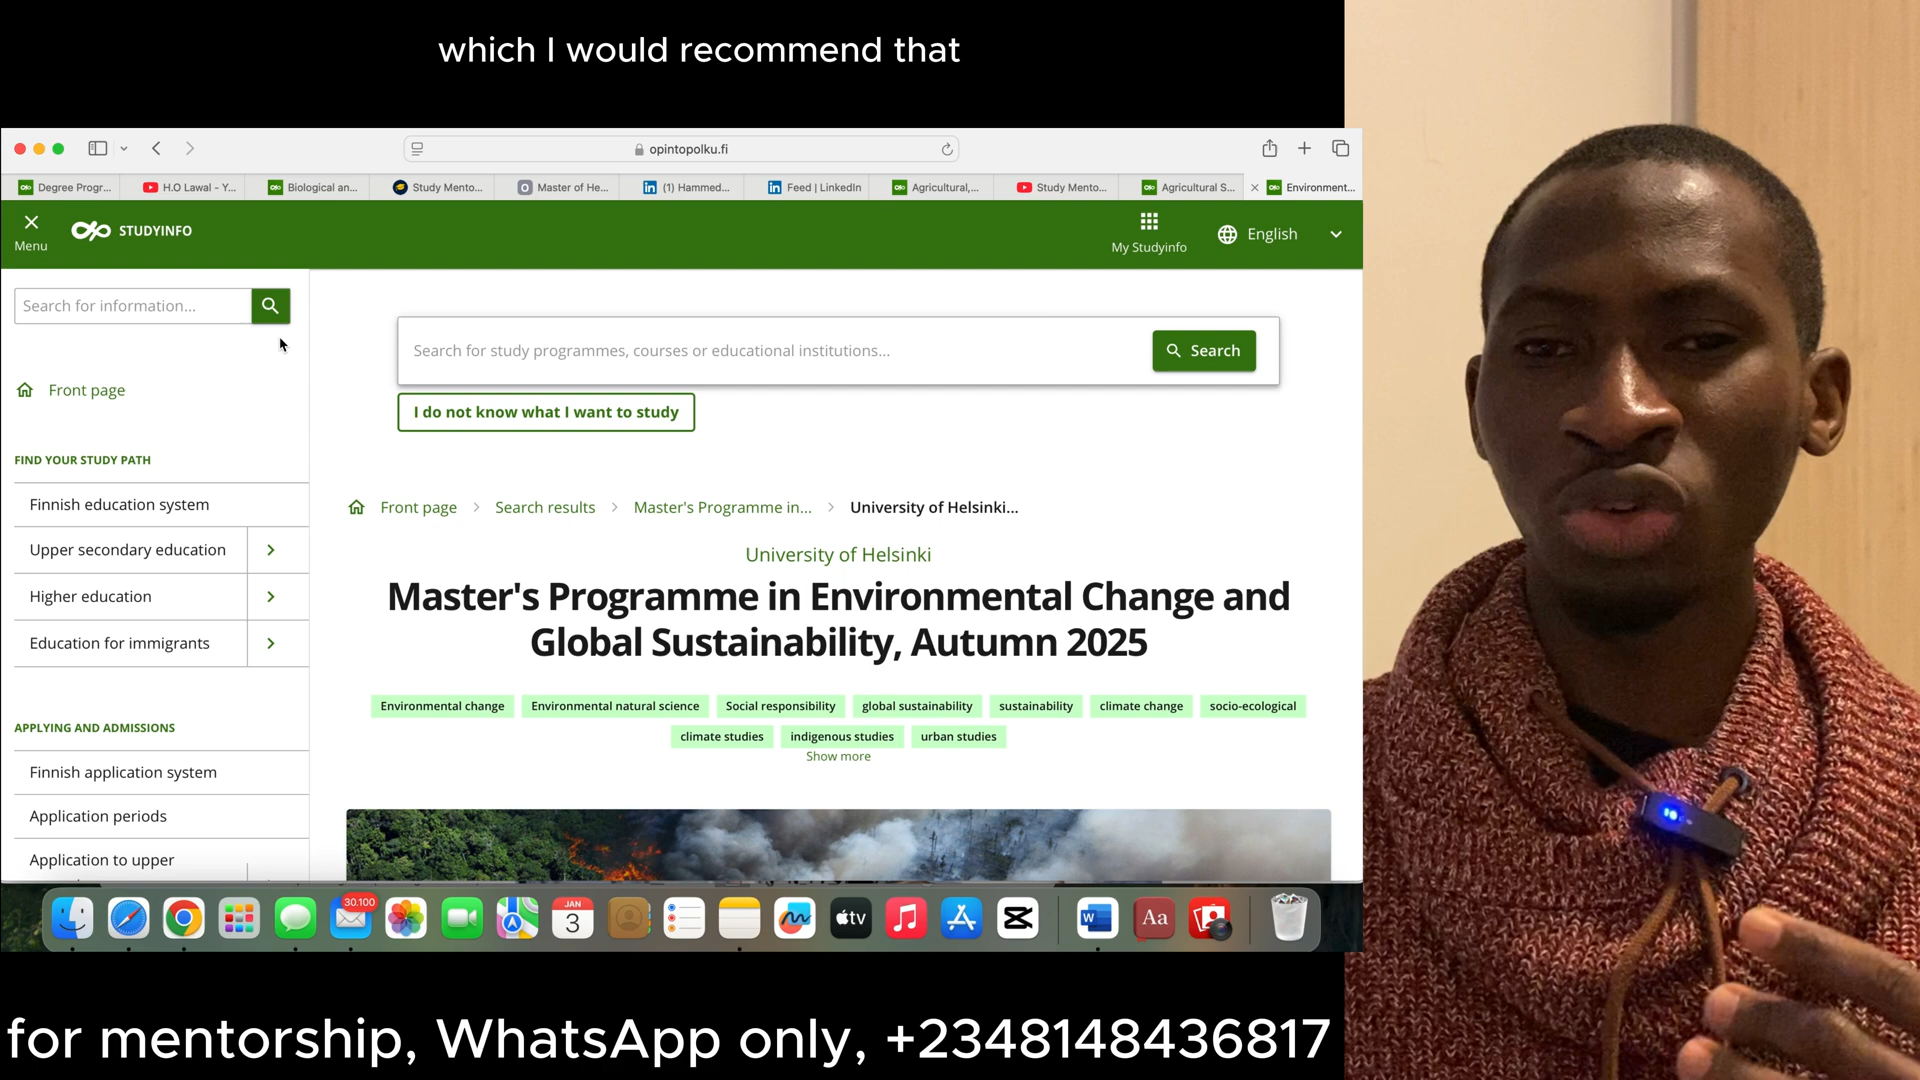 which I would recommend that
opintopolku.fi
Degree Progr...
H.O Lawal - Y...
Biological an...
Study Mento...
Master of He...
(1) Hammed...
Feed | LinkedIn
Agricultural,...
Study Mento...
Agricultural S...
Environment...
Menu
STUDYINFO
My Studyinfo
English
Search for information...
Front page
FIND YOUR STUDY PATH
Finnish education system
Upper secondary education
Higher education
Education for immigrants
APPLYING AND ADMISSIONS
Finnish application system
Application periods
Application to upper
Search for study programmes, courses or educational institutions...
Search
I do not know what I want to study
Front page > Search results > Master's Programme in... > University of Helsinki...
University of Helsinki
Master's Programme in Environmental Change and
Global Sustainability, Autumn 2025
Environmental change Environmental natural science Social responsibility global sustainability sustainability climate change socio-ecological
climate studies indigenous studies urban studies
Show more
30.100
JAN
3
tv
W
Aa
for mentorship, WhatsApp only, +2348148436817